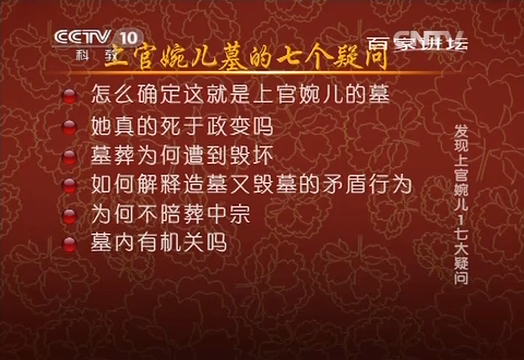 CCTV 10
科教
CNTV
百家讲坛
上官婉儿墓的七个疑问
怎么确定这就是上官婉儿的墓
她真的死于政变吗
墓葬为何遭到毁坏
如何解释造墓又毁墓的矛盾行为
为何不陪葬中宗
墓内有机关吗
发现上官婉儿1七大疑问